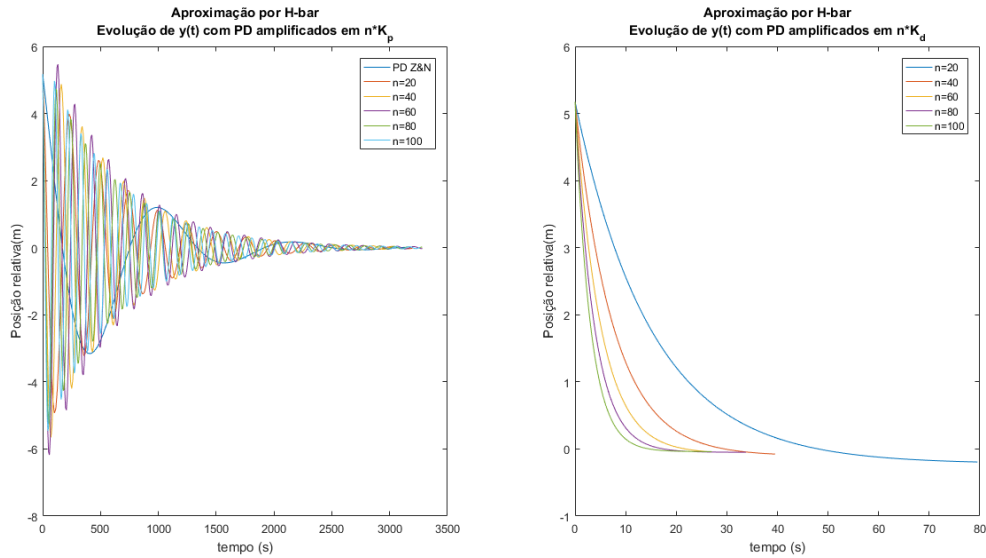 Aproximação por H-bar
Evolução de y(t) com PD amplificados em n*Kp
6
4
2
0
-2
-4
-6
-8
Posição relativa(m)
0 500 1000 1500 2000 2500 3000 3500
tempo (s)
PD Z&N
n=20
n=40
n=60
n=80
n=100
Aproximação por H-bar
Evolução de y(t) com PD amplificados em n*Kd
6
5
4
3
2
1
0
-1
Posição relativa(m)
0 10 20 30 40 50 60 70 80
tempo (s)
n=20
n=40
n=60
n=80
n=100